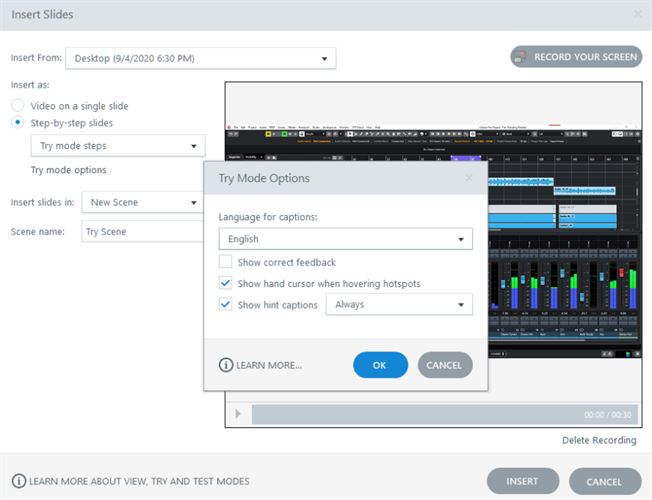 Insert Slides
Insert From:
Desktop (9/4/2020 6:30 PM)
RECORD YOUR SCREEN
Insert as:
Video on a single slide
Step-by-step slides
Try mode steps
Try mode options
Insert slides in:
New Scene
Scene name:
Try Scene
Try Mode Options
Language for captions:
English
Show correct feedback
Show hand cursor when hovering hotspots
Show hint captions
Always
LEARN MORE...
OK
CANCEL
00:00 / 00:30
Delete Recording
LEARN MORE ABOUT VIEW, TRY AND TEST MODES
INSERT
CANCEL